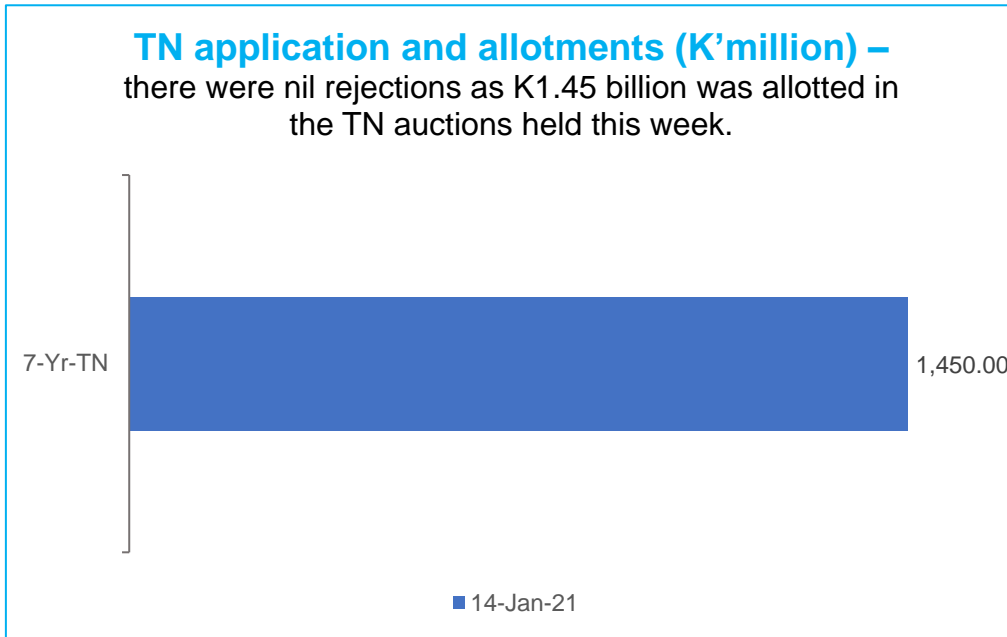 TN application and allotments (K’million) –
there were nil rejections as K1.45 billion was allotted in
the TN auctions held this week.
7-Yr-TN
1,450.00
14-Jan-21